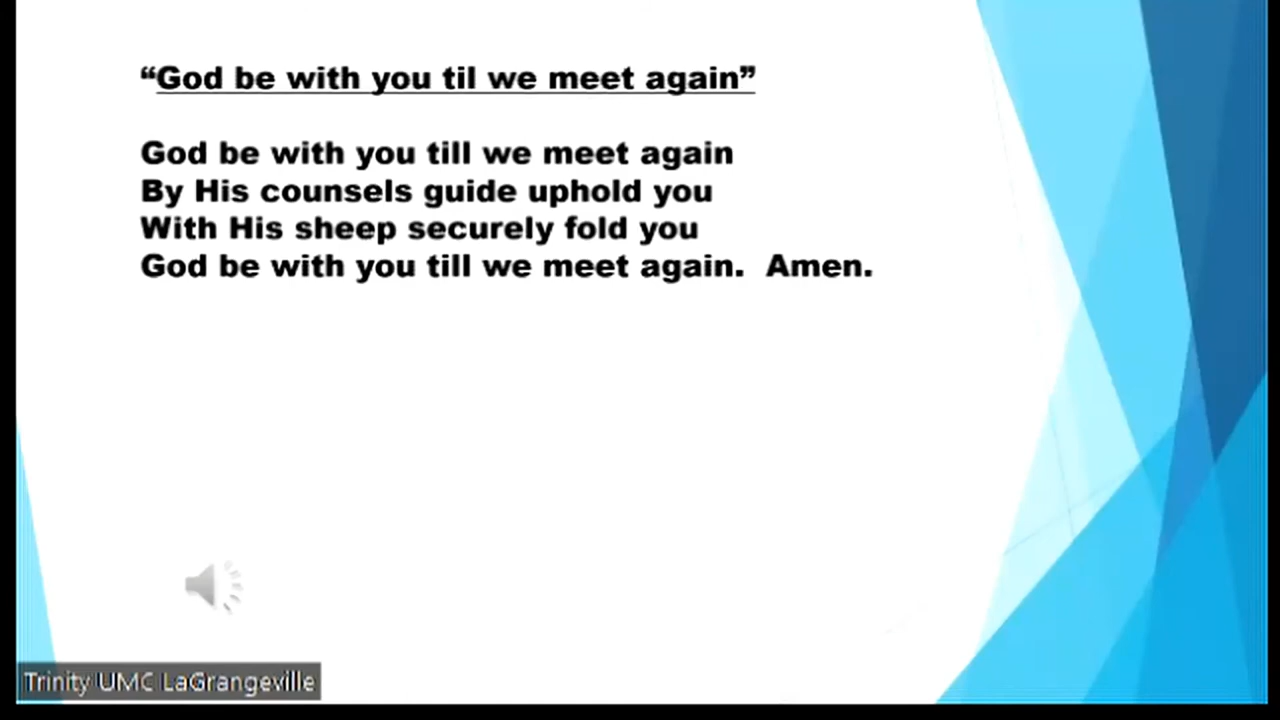 “God be with you til we meet again”
God be with you till we meet again
By His counsels guide uphold you
With His sheep securely fold you
God be with you till we meet again.  Amen.
Trinity UMC LaGrangeville